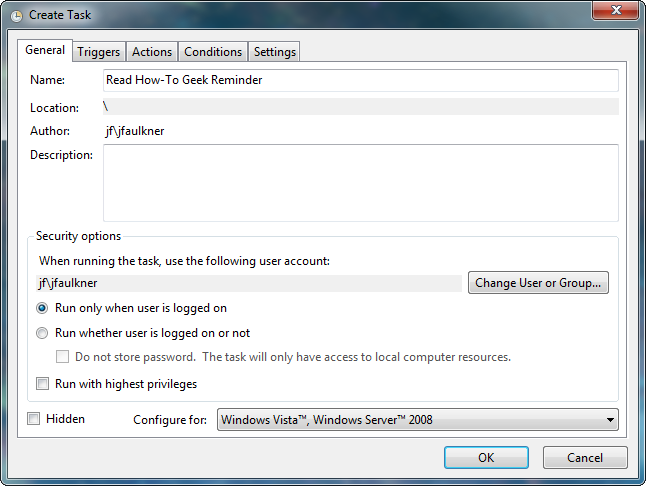 Create Task
General Triggers Actions Conditions Settings
Name: Read How-To Geek Reminder
Location: \
Author: jf\jfaulkner
Description:
Security options
When running the task, use the following user account:
jf\jfaulkner Change User or Group...
Run only when user is logged on
Run whether user is logged on or not
Do not store password. The task will only have access to local computer resources.
Run with highest privileges
Hidden Configure for: Windows Vista™, Windows Server™ 2008
OK Cancel